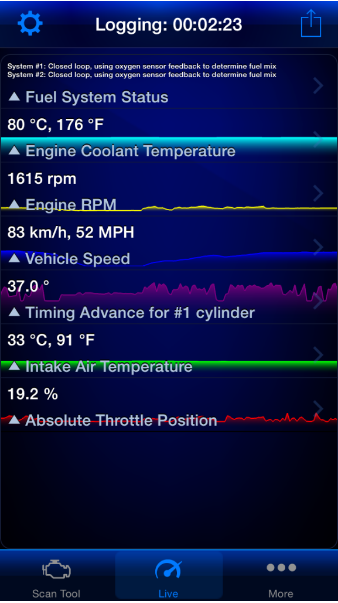 Logging: 00:02:23
System #1: Closed loop, using oxygen sensor feedback to determine fuel mix
System #2: Closed loop, using oxygen sensor feedback to determine fuel mix
Fuel System Status
80 °C, 176 °F
Engine Coolant Temperature
1615 rpm
Engine RPM
83 km/h, 52 MPH
Vehicle Speed
37.0 °
Timing Advance for #1 cylinder
33 °C, 91 °F
Intake Air Temperature
19.2 %
Absolute Throttle Position
Scan Tool Live More